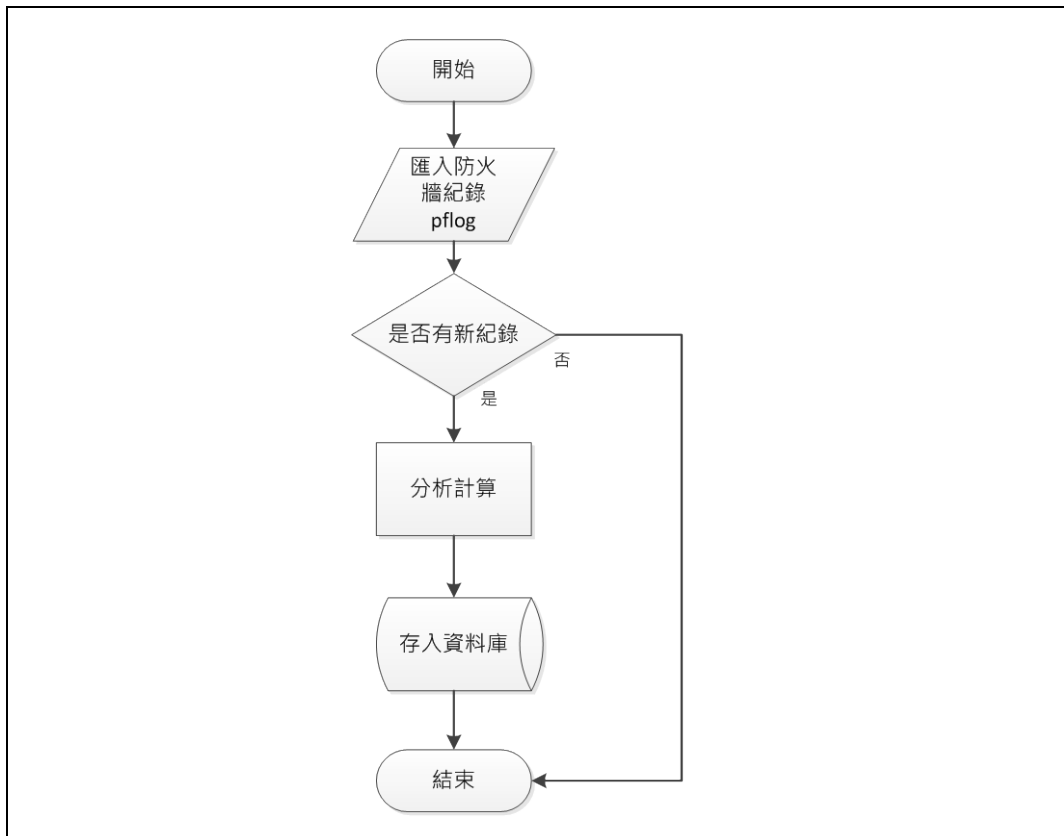 開始
匯入防火
牆紀錄
pflog
是否有新紀錄
否
是
分析計算
存入資料庫
結束